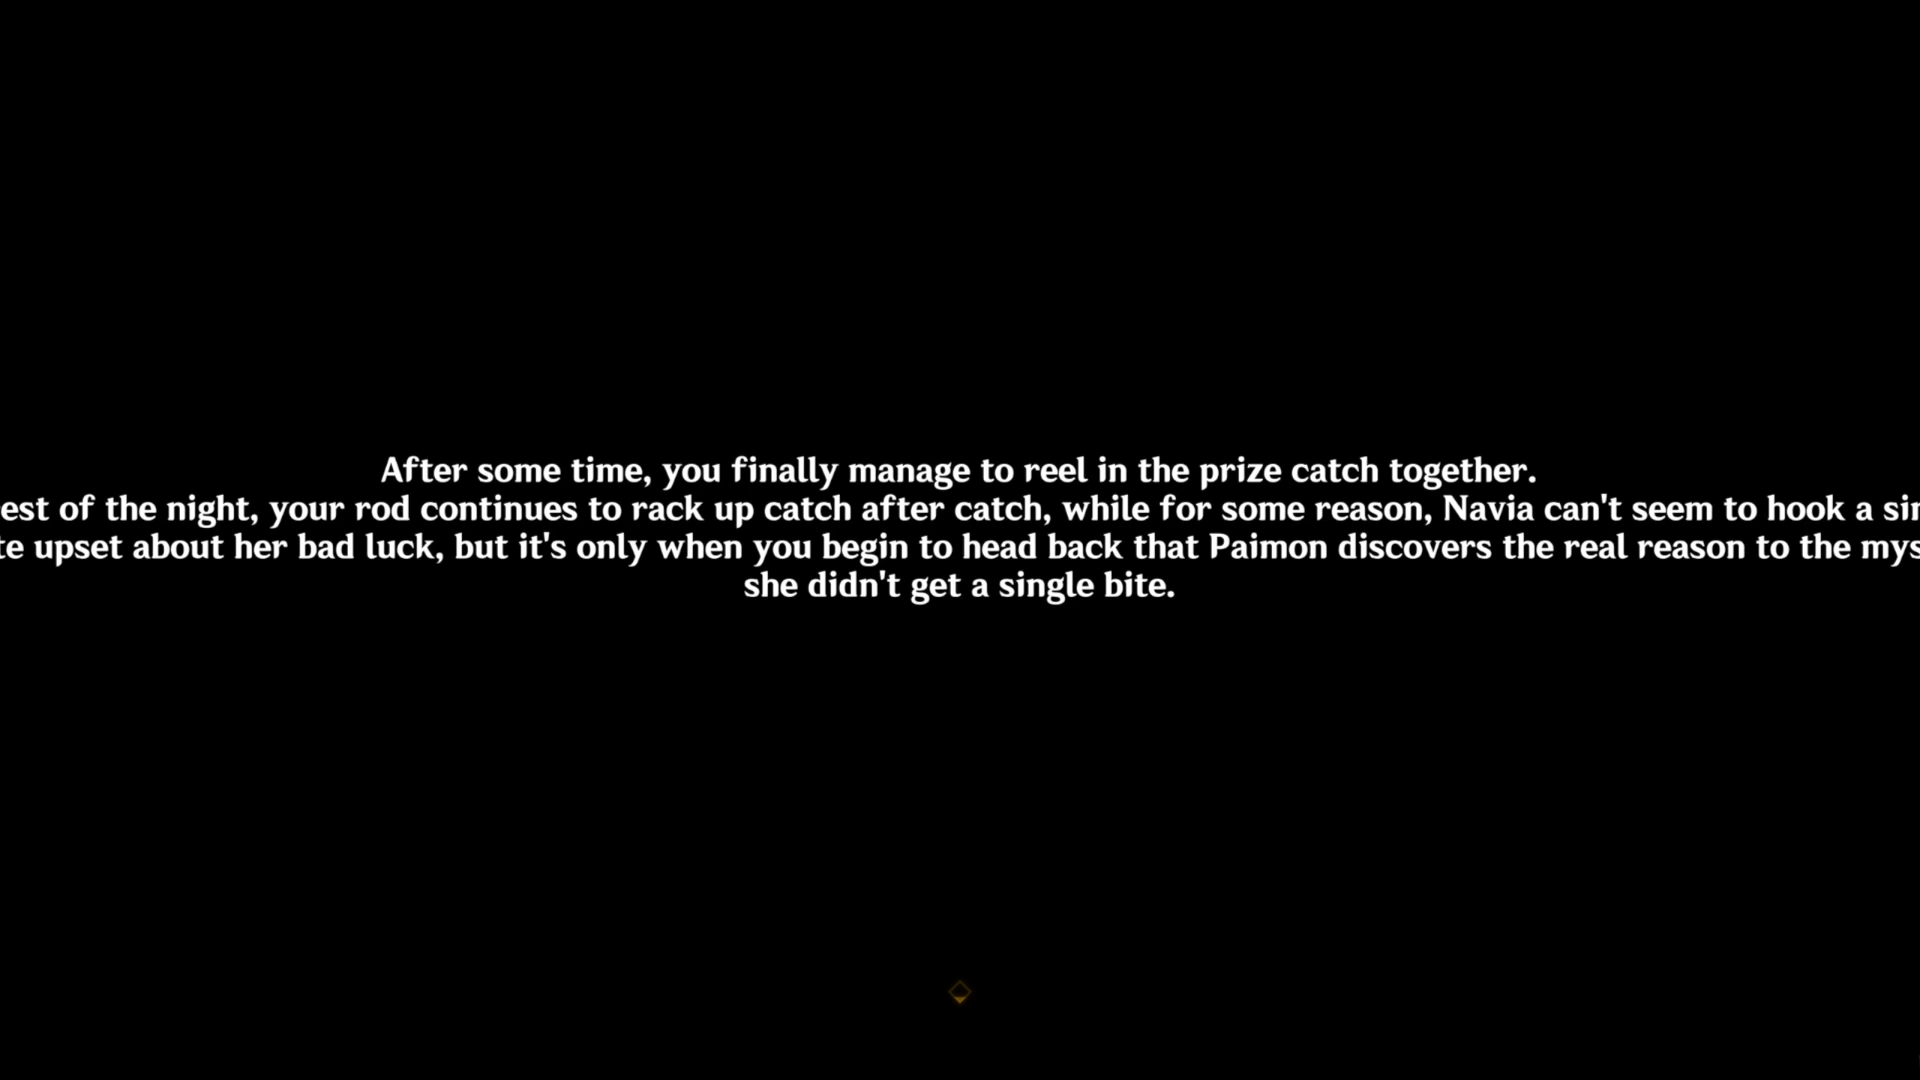 After some time, you finally manage to reel in the prize catch together.
est of the night, your rod continues to rack up catch after catch, while for some reason, Navia can't seem to hook a sin
te upset about her bad luck, but it's only when you begin to head back that Paimon discovers the real reason to the mys
she didn't get a single bite.